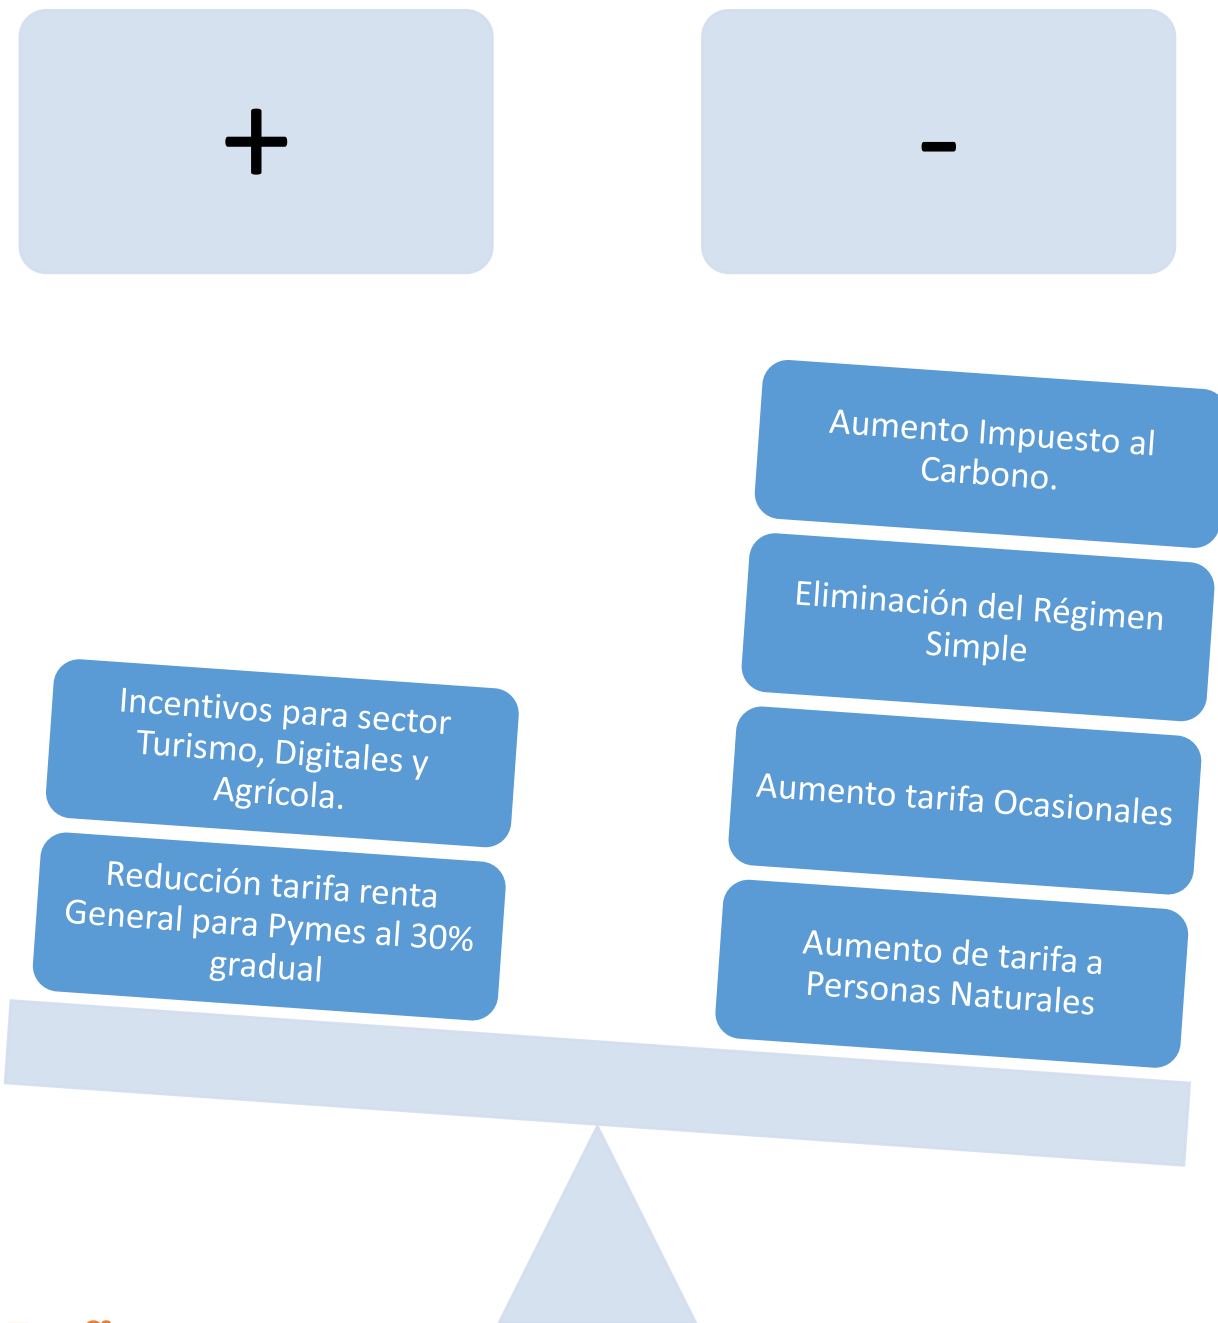 +
-
Aumento Impuesto al
Carbono.
Eliminación del Régimen
Simple
Aumento tarifa Ocasionales
Aumento de tarifa a
Personas Naturales
Incentivos para sector
Turismo, Digitales y
Agrícola.
Reducción tarifa renta
General para Pymes al 30%
gradual